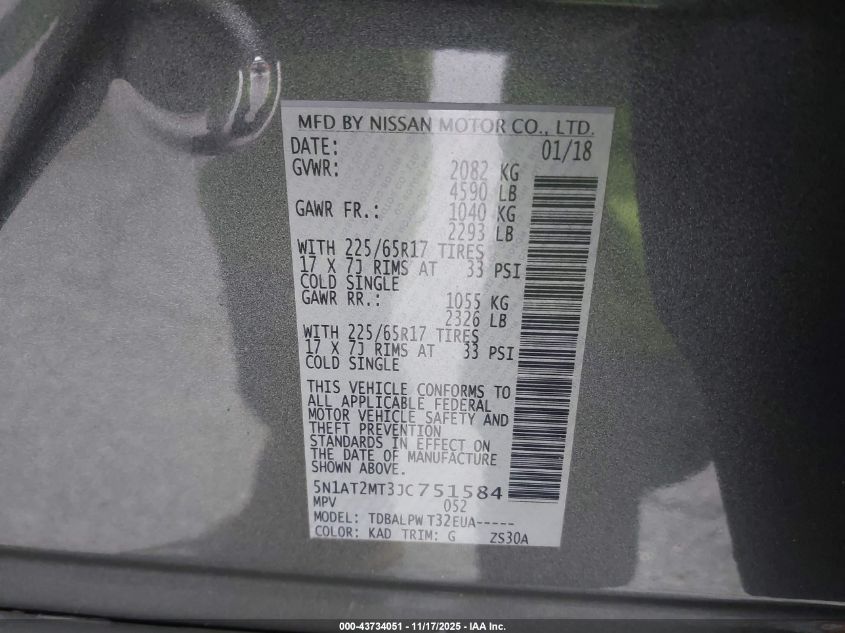 MFD BY NISSAN MOTOR CO., LTD.
DATE: 01/18
GVWR: 2082 KG
4590 LB
GAWR FR.: 1040 KG
2293 LB
WITH 225/65R17 TIRES
17 X 7J RIMS AT 33 PSI
COLD SINGLE
GAWR RR.: 1055 KG
2326 LB
WITH 225/65R17 TIRES
17 X 7J RIMS AT 33 PSI
COLD SINGLE
THIS VEHICLE CONFORMS TO
ALL APPLICABLE FEDERAL
MOTOR VEHICLE SAFETY AND
THEFT PREVENTION
STANDARDS IN EFFECT ON
THE DATE OF MANUFACTURE
SHOWN ABOVE.
5N1AT2MT3JC751584
MPV 052
MODEL: TDBALPW T32EUA-----
COLOR: KAD TRIM: G ZS30A
000-43734051 - 11/17/2025 - IAA Inc.